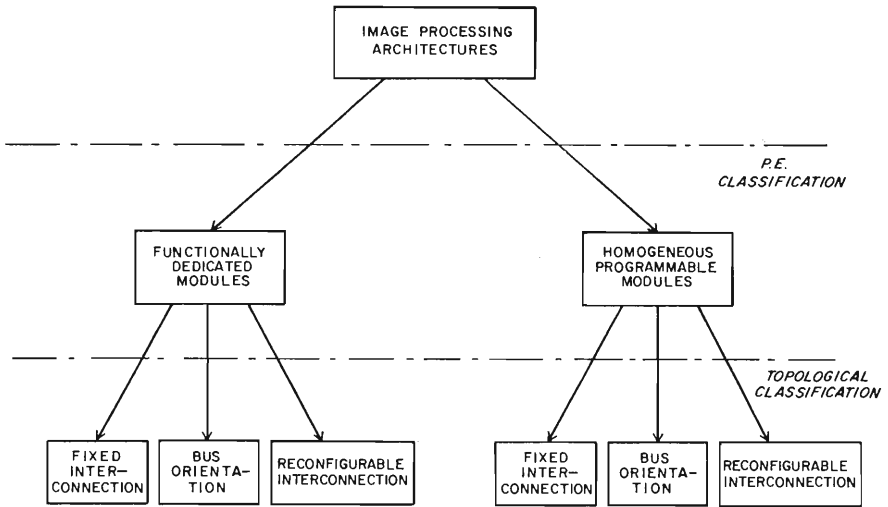 IMAGE PROCESSING
ARCHITECTURES
P.E.
CLASSIFICATION
FUNCTIONALLY
DEDICATED
MODULES
HOMOGENEOUS
PROGRAMMABLE
MODULES
TOPOLOGICAL
CLASSIFICATION
FIXED
INTER-
CONNECTION
BUS
ORIENTA-
TION
RECONFIGURABLE
INTERCONNECTION
FIXED
INTER-
CONNECTION
BUS
ORIENTA-
TION
RECONFIGURABLE
INTERCONNECTION